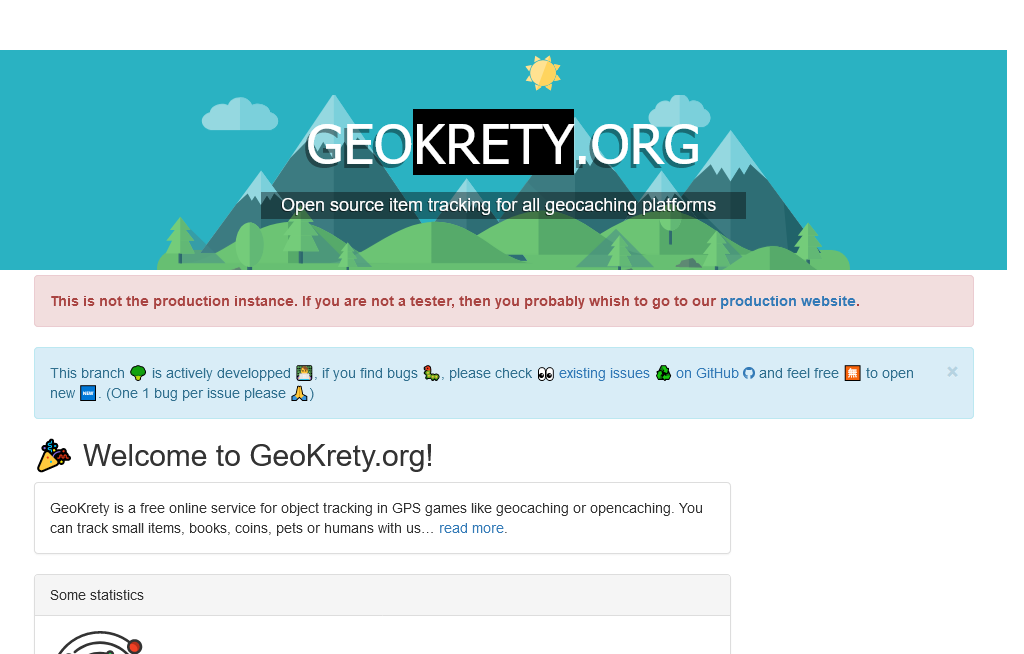 GEOKRETY.ORG
Open source item tracking for all geocaching platforms
This is not the production instance. If you are not a tester, then you probably whish to go to our production website.
This branch 🌳 is actively developped 👨‍💻, if you find bugs 🐛, please check 👀 existing issues ♻ on GitHub and feel free 🆓 to open
new 🆕. (One 1 bug per issue please 🙏)
×
🎉 Welcome to GeoKrety.org!
GeoKrety is a free online service for object tracking in GPS games like geocaching or opencaching. You
can track small items, books, coins, pets or humans with us… read more.
Some statistics